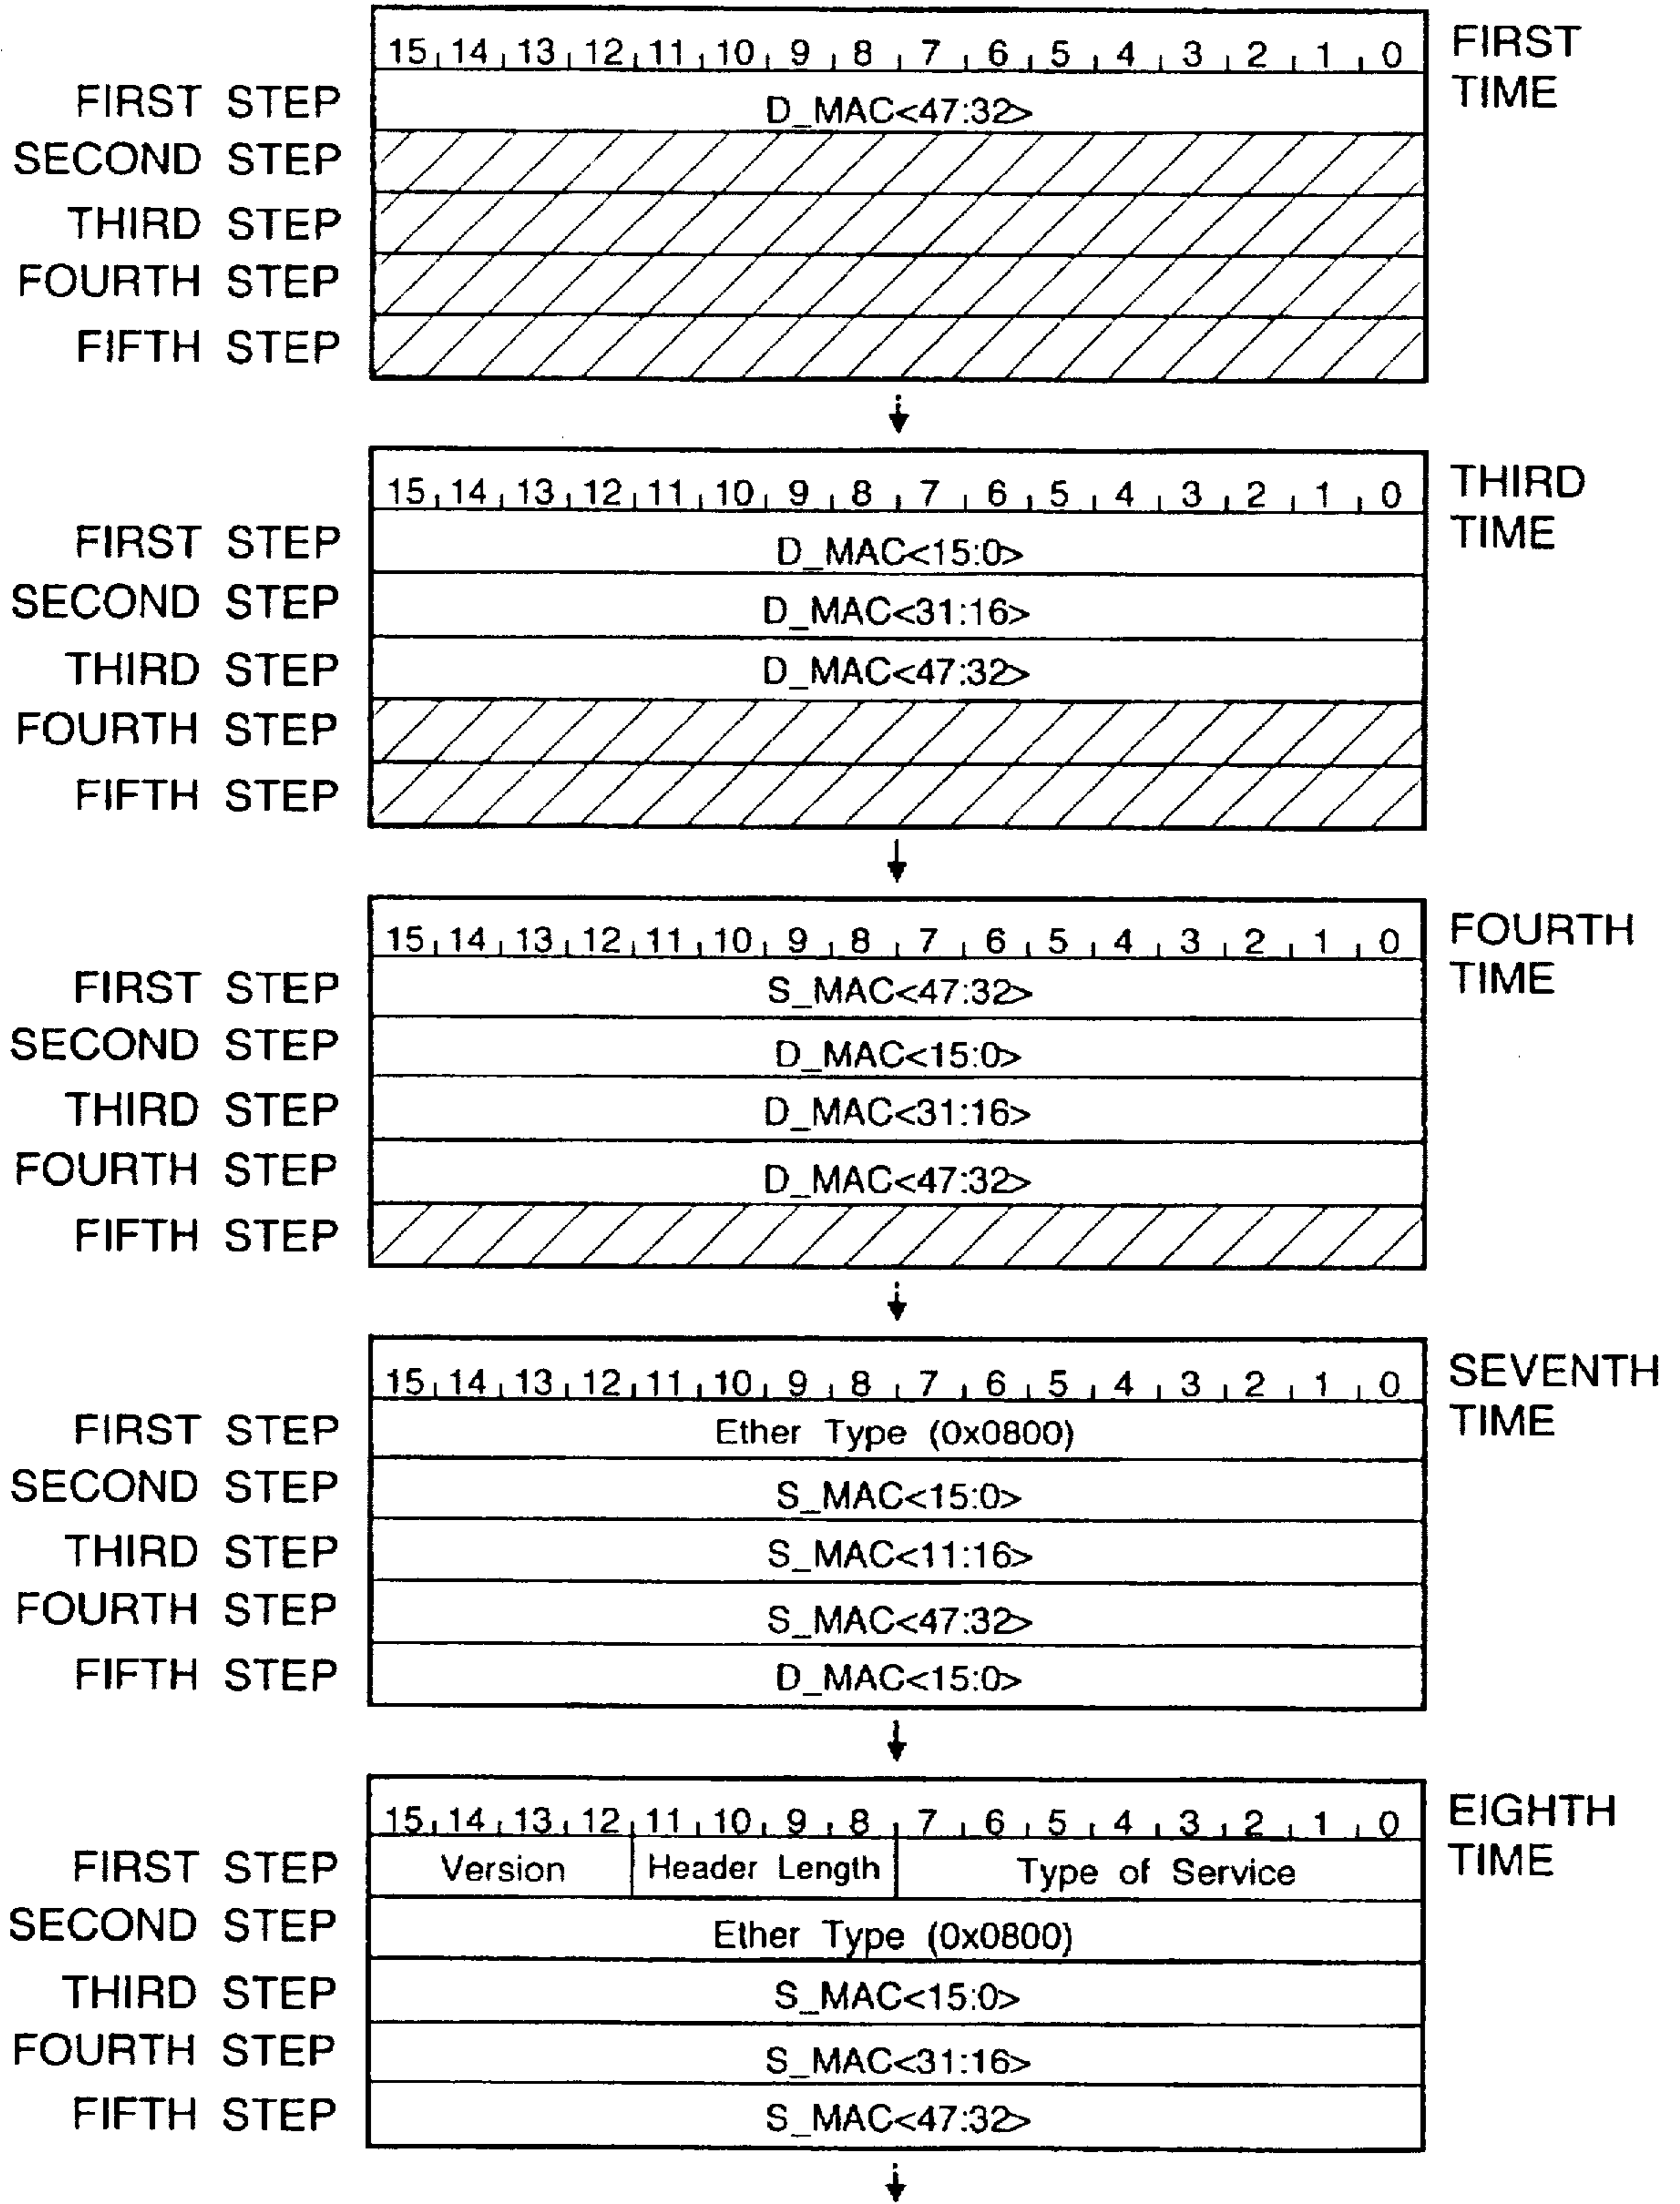 15 14 13 12 11 10 9 8 7 6 5 4 3 2 1 0 FIRST TIME
FIRST STEP D_MAC<47:32>
SECOND STEP
THIRD STEP
FOURTH STEP
FIFTH STEP
15 14 13 12 11 10 9 8 7 6 5 4 3 2 1 0 THIRD TIME
FIRST STEP D_MAC<15:0>
SECOND STEP D_MAC<31:16>
THIRD STEP D_MAC<47:32>
FOURTH STEP
FIFTH STEP
15 14 13 12 11 10 9 8 7 6 5 4 3 2 1 0 FOURTH TIME
FIRST STEP S_MAC<47:32>
SECOND STEP D_MAC<15:0>
THIRD STEP D_MAC<31:16>
FOURTH STEP D_MAC<47:32>
FIFTH STEP
15 14 13 12 11 10 9 8 7 6 5 4 3 2 1 0 SEVENTH TIME
FIRST STEP Ether Type (0x0800)
SECOND STEP S_MAC<15:0>
THIRD STEP S_MAC<11:16>
FOURTH STEP S_MAC<47:32>
FIFTH STEP D_MAC<15:0>
15 14 13 12 11 10 9 8 7 6 5 4 3 2 1 0 EIGHTH TIME
FIRST STEP Version Header Length Type of Service
SECOND STEP Ether Type (0x0800)
THIRD STEP S_MAC<15:0>
FOURTH STEP S_MAC<31:16>
FIFTH STEP S_MAC<47:32>